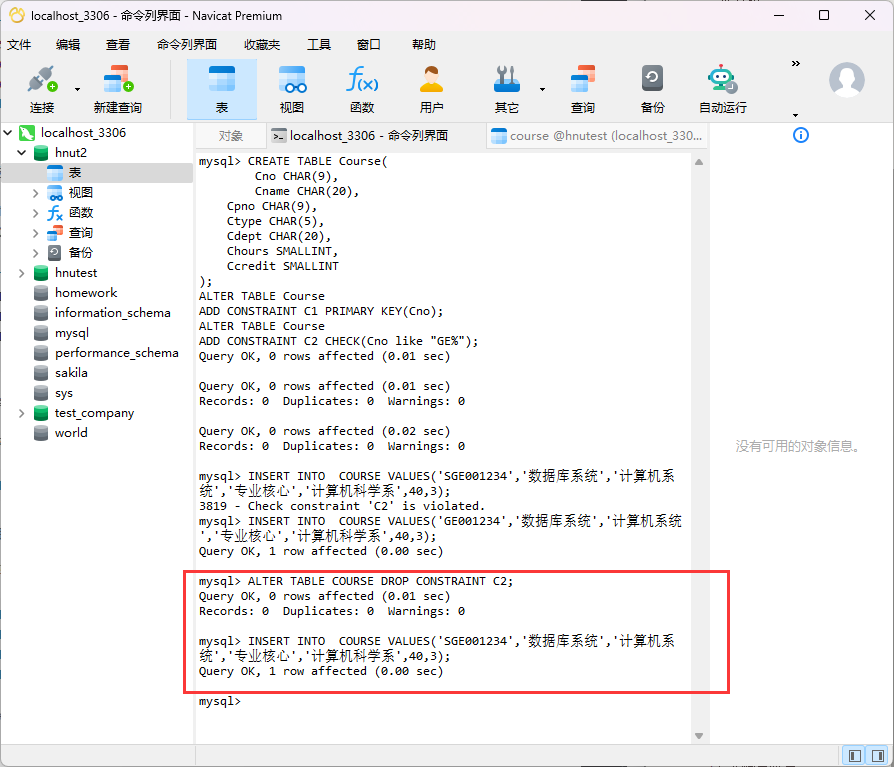 localhost_3306 - 命令列界面 - Navicat Premium
文件 编辑 查看 命令列界面 收藏夹 工具 窗口 帮助
连接 新建查询 表 视图 函数 用户 其它 查询 备份 自动运行
localhost_3306
hnut2
表
视图
函数
查询
备份
hnutest
homework
information_schema
mysql
performance_schema
sakila
sys
test_company
world
对象 localhost_3306 - 命令列界面 course @hnutest (localhost_330...
mysql> CREATE TABLE Course(
Cno CHAR(9),
Cname CHAR(20),
Cpno CHAR(9),
Ctype CHAR(5),
Cdept CHAR(20),
Chours SMALLINT,
Ccredit SMALLINT
);
ALTER TABLE Course
ADD CONSTRAINT C1 PRIMARY KEY(Cno);
ALTER TABLE Course
ADD CONSTRAINT C2 CHECK(Cno like "GE%");
Query OK, 0 rows affected (0.01 sec)
Query OK, 0 rows affected (0.01 sec)
Records: 0  Duplicates: 0  Warnings: 0
Query OK, 0 rows affected (0.02 sec)
Records: 0  Duplicates: 0  Warnings: 0
mysql> INSERT INTO  COURSE VALUES('SGE001234','数据库系统','计算机系
统','专业核心','计算机科学系',40,3);
3819 - Check constraint 'C2' is violated.
mysql> INSERT INTO  COURSE VALUES('GE001234','数据库系统','计算机系统
','专业核心','计算机科学系',40,3);
Query OK, 1 row affected (0.00 sec)
mysql> ALTER TABLE COURSE DROP CONSTRAINT C2;
Query OK, 0 rows affected (0.01 sec)
Records: 0  Duplicates: 0  Warnings: 0
mysql> INSERT INTO  COURSE VALUES('SGE001234','数据库系统','计算机系
统','专业核心','计算机科学系',40,3);
Query OK, 1 row affected (0.00 sec)
mysql>
没有可用的对象信息。